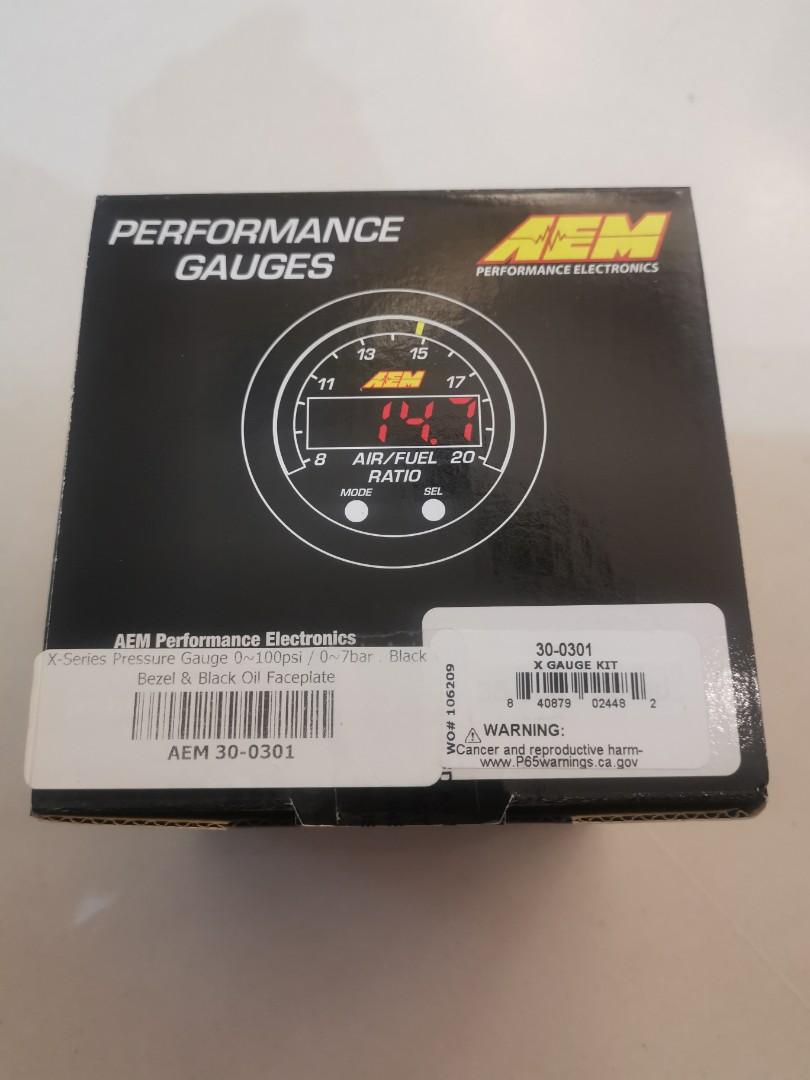 PERFORMANCE
GAUGES
AEM
PERFORMANCE ELECTRONICS
13
15
11
AEM
17
14.7
8
AIR/FUEL
20
RATIO
MODE
SEL
AEM Performance Electronics
X-Series Pressure Gauge 0~100psi / 0~7bar . Black
Bezel & Black Oil Faceplate
AEM 30-0301
30-0301
X GAUGE KIT
8 40879 02448 2
WO# 106209
WARNING:
Cancer and reproductive harm-
www.P65warnings.ca.gov